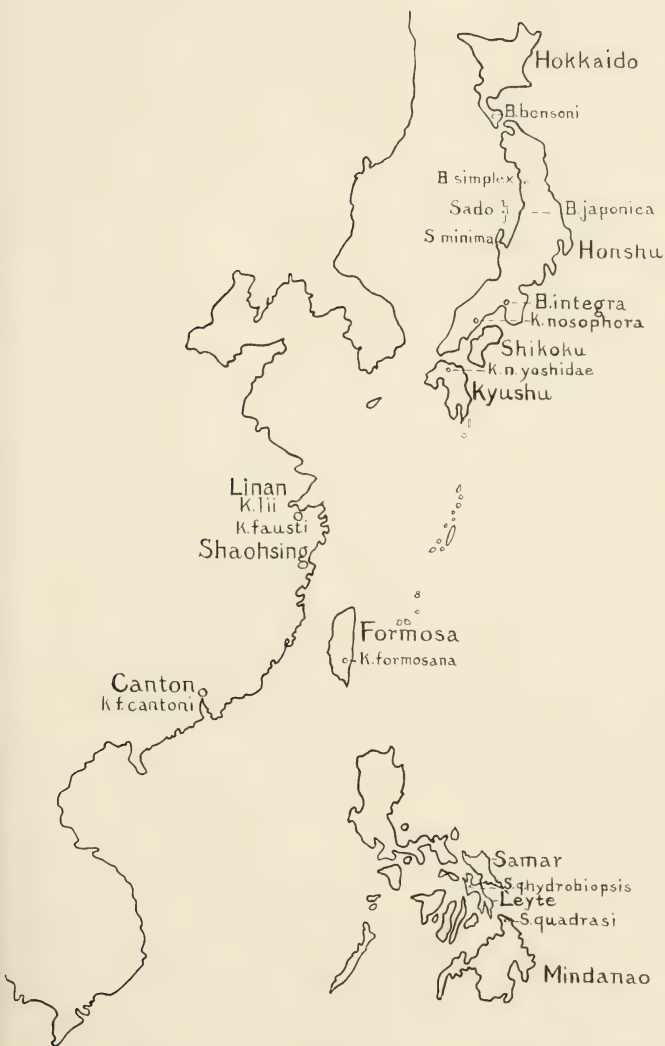 Hokkaido
B.bensoni
B simplex
Sado
B.japonica
S minima
Honshu
B.integra
K.nosophora
Shikoku
K.n.yoshidae
Kyushu
Linan
K.lii
K.fausti
Shaohsing
Formosa
K.formosana
Canton
K f.cantoni
Samar
S.q.hydrobiopsis
Leyte
S.quadrasi
Mindanao